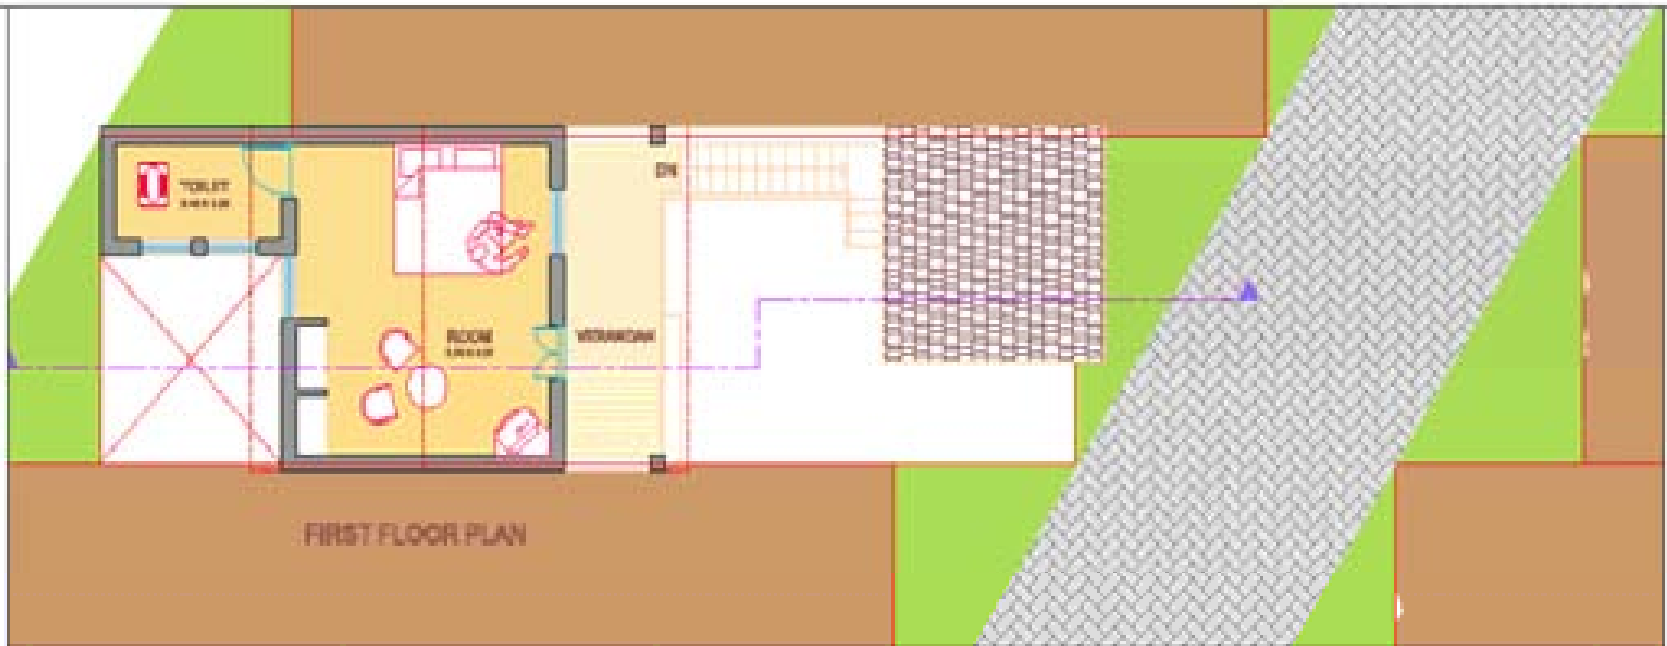 TOILET
DN
ROOM
VERANDAH
FIRST FLOOR PLAN